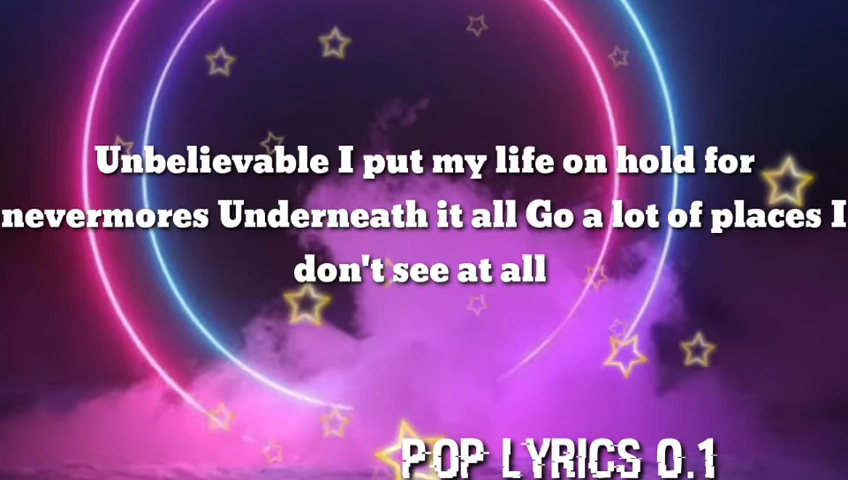 Unbelievable I put my life on hold for
nevermores Underneath it all Go a lot of places I
don't see at all
POP LYRICS 0.1